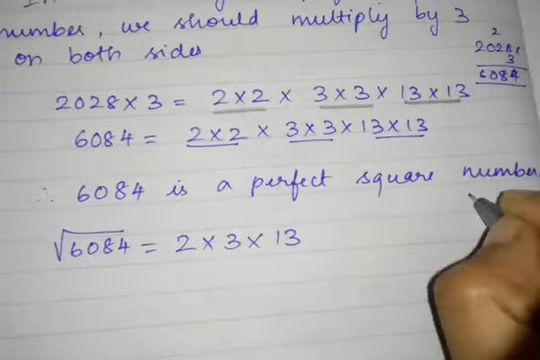 number, we should multiply by 3
on both sides
2
2028 ×
3
6084
2028 × 3 = 2 × 2 × 3 × 3 × 13 × 13
6084 = 2 × 2 × 3 × 3 × 13 × 13
∴ 6084 is a perfect square number
√6084 = 2 × 3 × 13